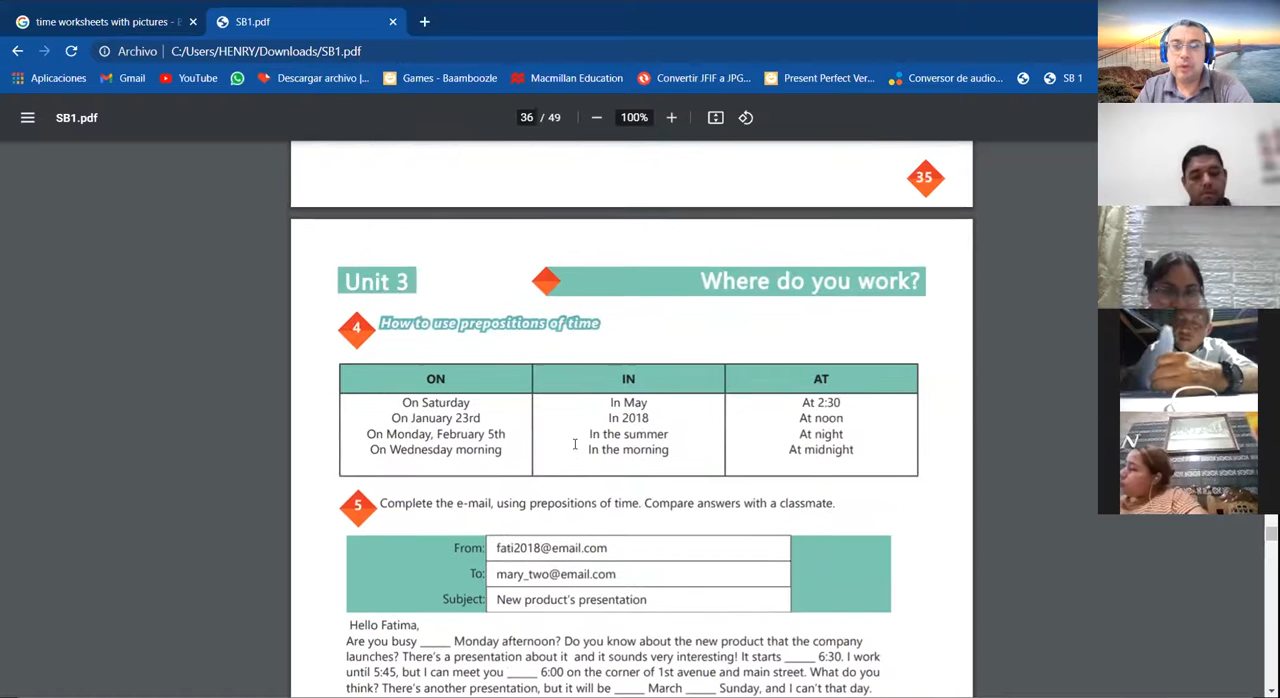 time worksheets with pictures -
SB1.pdf
Archivo | C:/Users/HENRY/Downloads/SB1.pdf
Aplicaciones Gmail YouTube Descargar archivo |... Games - Baamboozle Macmillan Education Convertir JFIF a JPG... Present Perfect Ver... Conversor de audio... SB 1
SB1.pdf 36 / 49 100%
35
Unit 3 Where do you work?
4 How to use prepositions of time
ON IN AT
On Saturday In May At 2:30
On January 23rd In 2018 At noon
On Monday, February 5th In the summer At night
On Wednesday morning In the morning At midnight
5 Complete the e-mail, using prepositions of time. Compare answers with a classmate.
From: fati2018@email.com
To: mary_two@email.com
Subject: New product's presentation
Hello Fatima,
Are you busy _____ Monday afternoon? Do you know about the new product that the company
launches? There's a presentation about it and it sounds very interesting! It starts _____ 6:30. I work
until 5:45, but I can meet you _____ 6:00 on the corner of 1st avenue and main street. What do you
think? There's another presentation, but it will be _____ March _____ Sunday, and I can't that day.